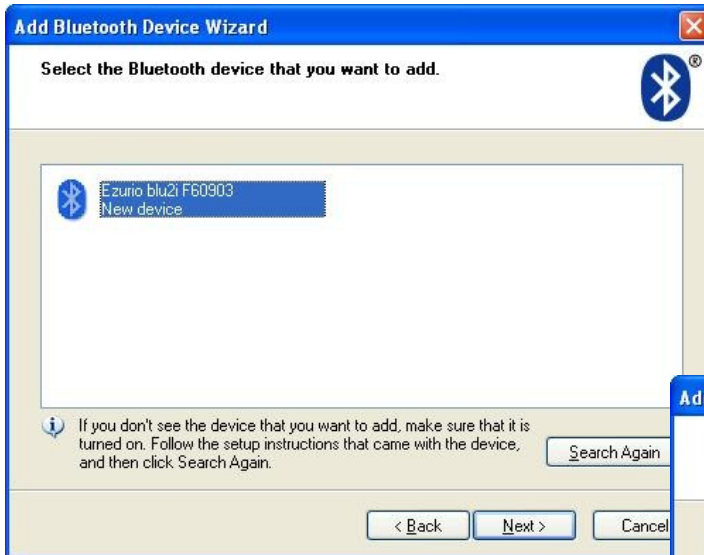 Add Bluetooth Device Wizard
Select the Bluetooth device that you want to add.
®
Ezurio blu2i F60903
New device
If you don't see the device that you want to add, make sure that it is
turned on. Follow the setup instructions that came with the device,
and then click Search Again.
Search Again
< Back
Next >
Cancel
Ad